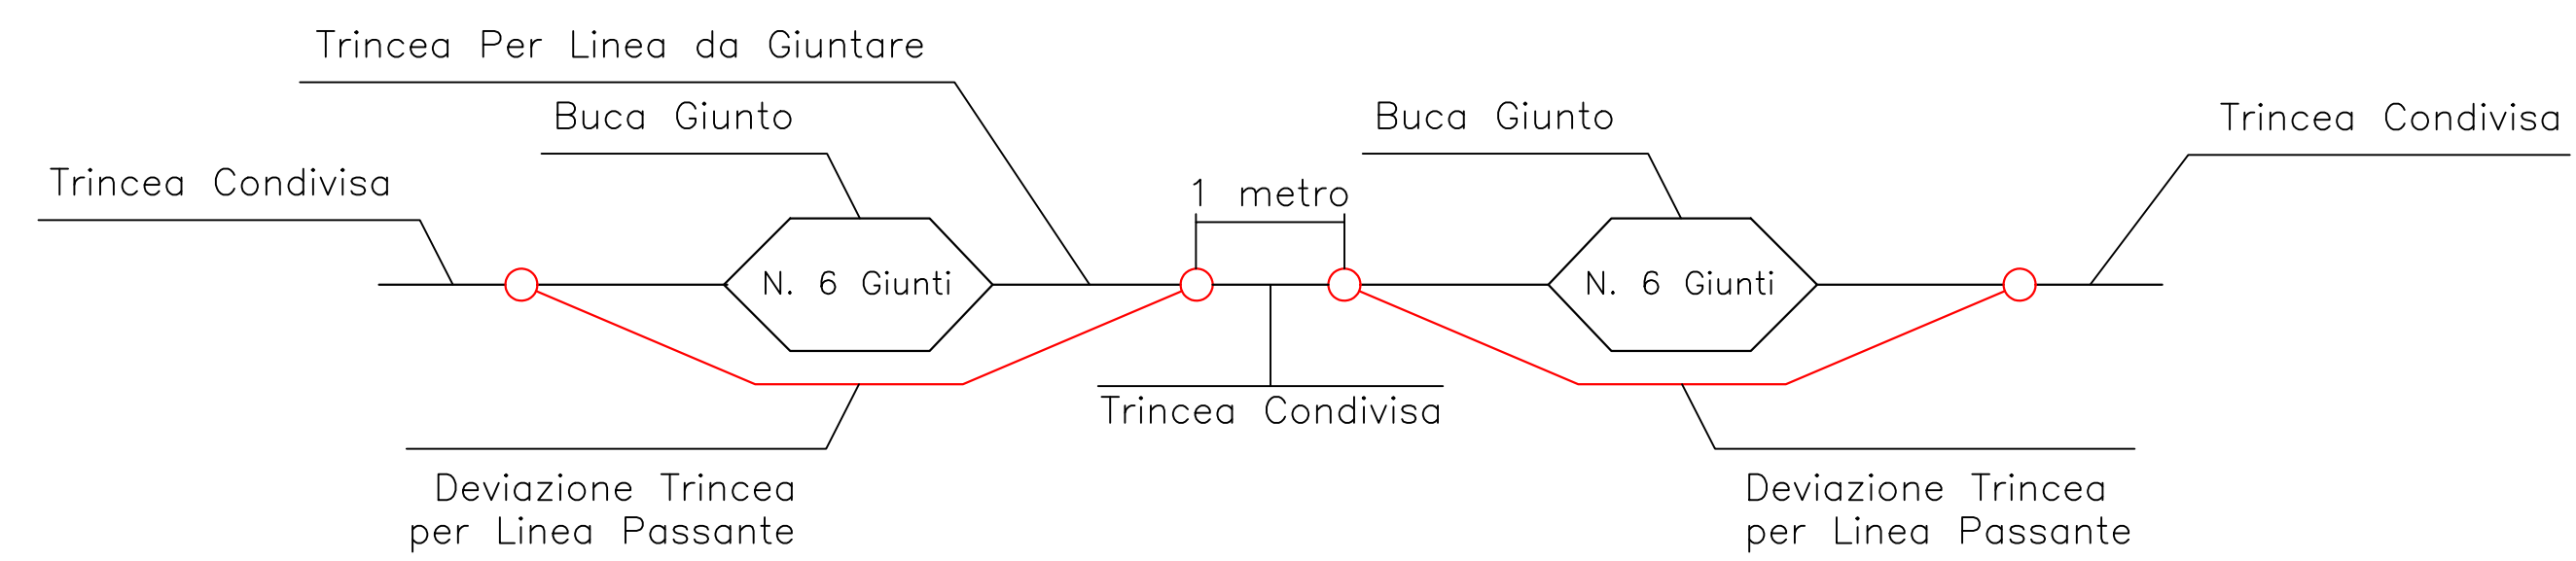 Trincea Per Linea da Giuntare
Buca Giunto
Buca Giunto
Trincea Condivisa
Trincea Condivisa
1 metro
N. 6 Giunti
N. 6 Giunti
Trincea Condivisa
Deviazione Trincea
per Linea Passante
Deviazione Trincea
per Linea Passante